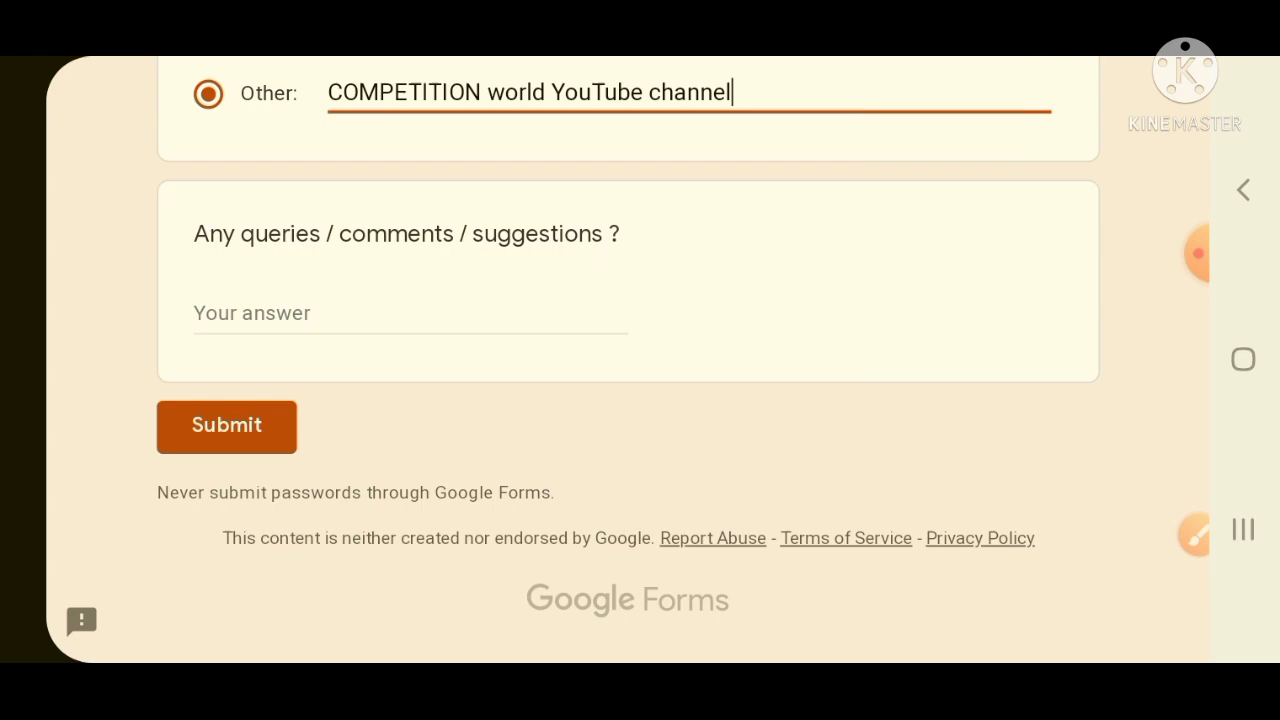 Other: COMPETITION world YouTube channel
K
KINEMASTER
Any queries / comments / suggestions ?
Your answer
Submit
Never submit passwords through Google Forms.
This content is neither created nor endorsed by Google. Report Abuse - Terms of Service - Privacy Policy
Google Forms